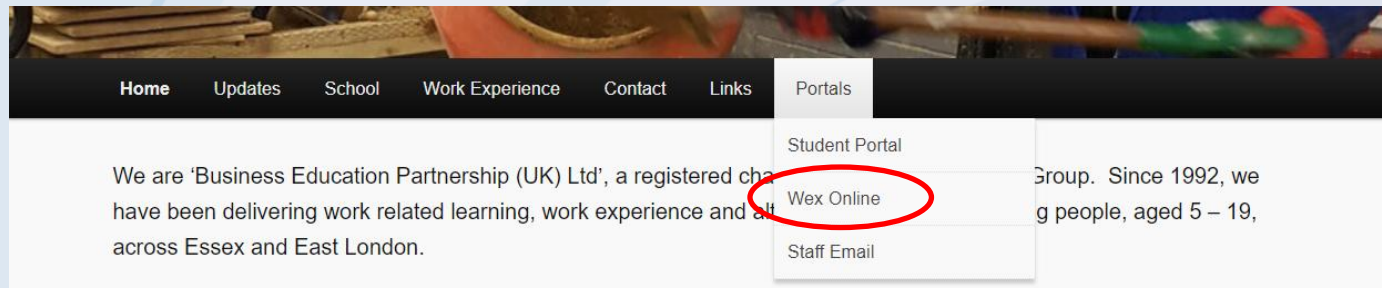 Home Updates School Work Experience Contact Links Portals
Student Portal
Wex Online
Staff Email
We are ‘Business Education Partnership (UK) Ltd’, a registered cha Group. Since 1992, we
have been delivering work related learning, work experience and alt g people, aged 5 – 19,
across Essex and East London.